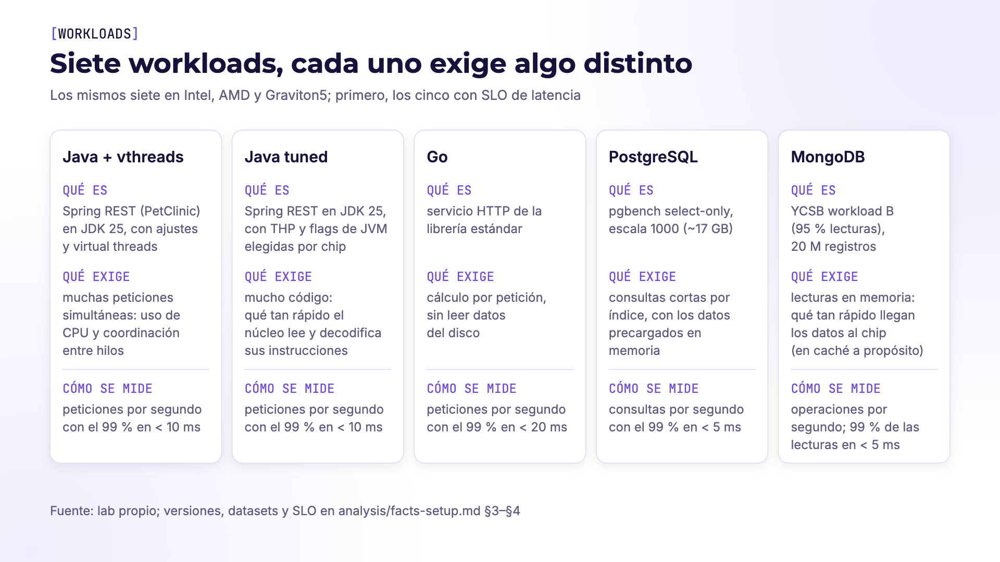 [WORKLOADS]
Siete workloads, cada uno exige algo distinto
Los mismos siete en Intel, AMD y Graviton5; primero, los cinco con SLO de latencia
Java + vthreads
QUÉ ES
Spring REST (PetClinic)
en JDK 25, con ajustes
y virtual threads
QUÉ EXIGE
muchas peticiones
simultáneas: uso de
CPU y coordinación
entre hilos
CÓMO SE MIDE
peticiones por segundo
con el 99 % en < 10 ms
Java tuned
QUÉ ES
Spring REST en JDK 25,
con THP y flags de JVM
elegidas por chip
QUÉ EXIGE
mucho código:
qué tan rápido el
núcleo lee y decodifica
sus instrucciones
CÓMO SE MIDE
peticiones por segundo
con el 99 % en < 10 ms
Go
QUÉ ES
servicio HTTP de la
librería estándar
QUÉ EXIGE
cálculo por petición,
sin leer datos
del disco
CÓMO SE MIDE
peticiones por segundo
con el 99 % en < 20 ms
PostgreSQL
QUÉ ES
pgbench select-only,
escala 1000 (~17 GB)
QUÉ EXIGE
consultas cortas por
índice, con los datos
precargados en
memoria
CÓMO SE MIDE
consultas por segundo
con el 99 % en < 5 ms
MongoDB
QUÉ ES
YCSB workload B
(95 % lecturas),
20 M registros
QUÉ EXIGE
lecturas en memoria:
qué tan rápido llegan
los datos al chip
(en caché a propósito)
CÓMO SE MIDE
operaciones por
segundo; 99 % de las
lecturas en < 5 ms
Fuente: lab propio; versiones, datasets y SLO en analysis/facts-setup.md §3–§4